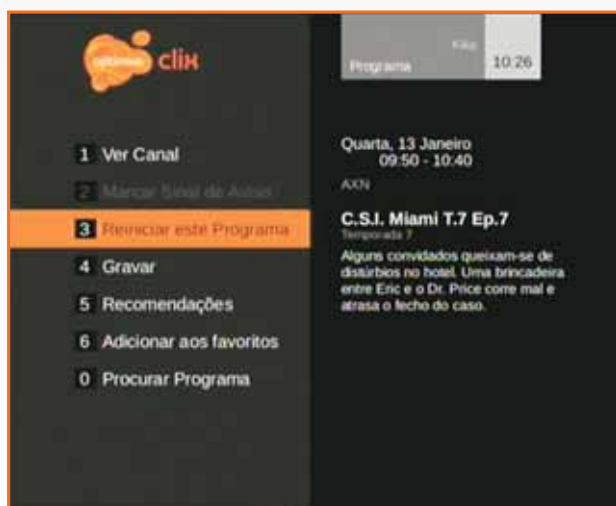 optimus clix
Kika
Programa
10:26
1 Ver Canal
2 Marcar Sinal de Aviso
3 Reiniciar este Programa
4 Gravar
5 Recomendações
6 Adicionar aos favoritos
0 Procurar Programa
Quarta, 13 Janeiro
09:50 - 10:40
AXN
C.S.I. Miami T.7 Ep.7
Temporada 7
Alguns convidados queixam-se de
distúrbios no hotel. Uma brincadeira
entre Eric e o Dr. Price corre mal e
atrasa o fecho do caso.